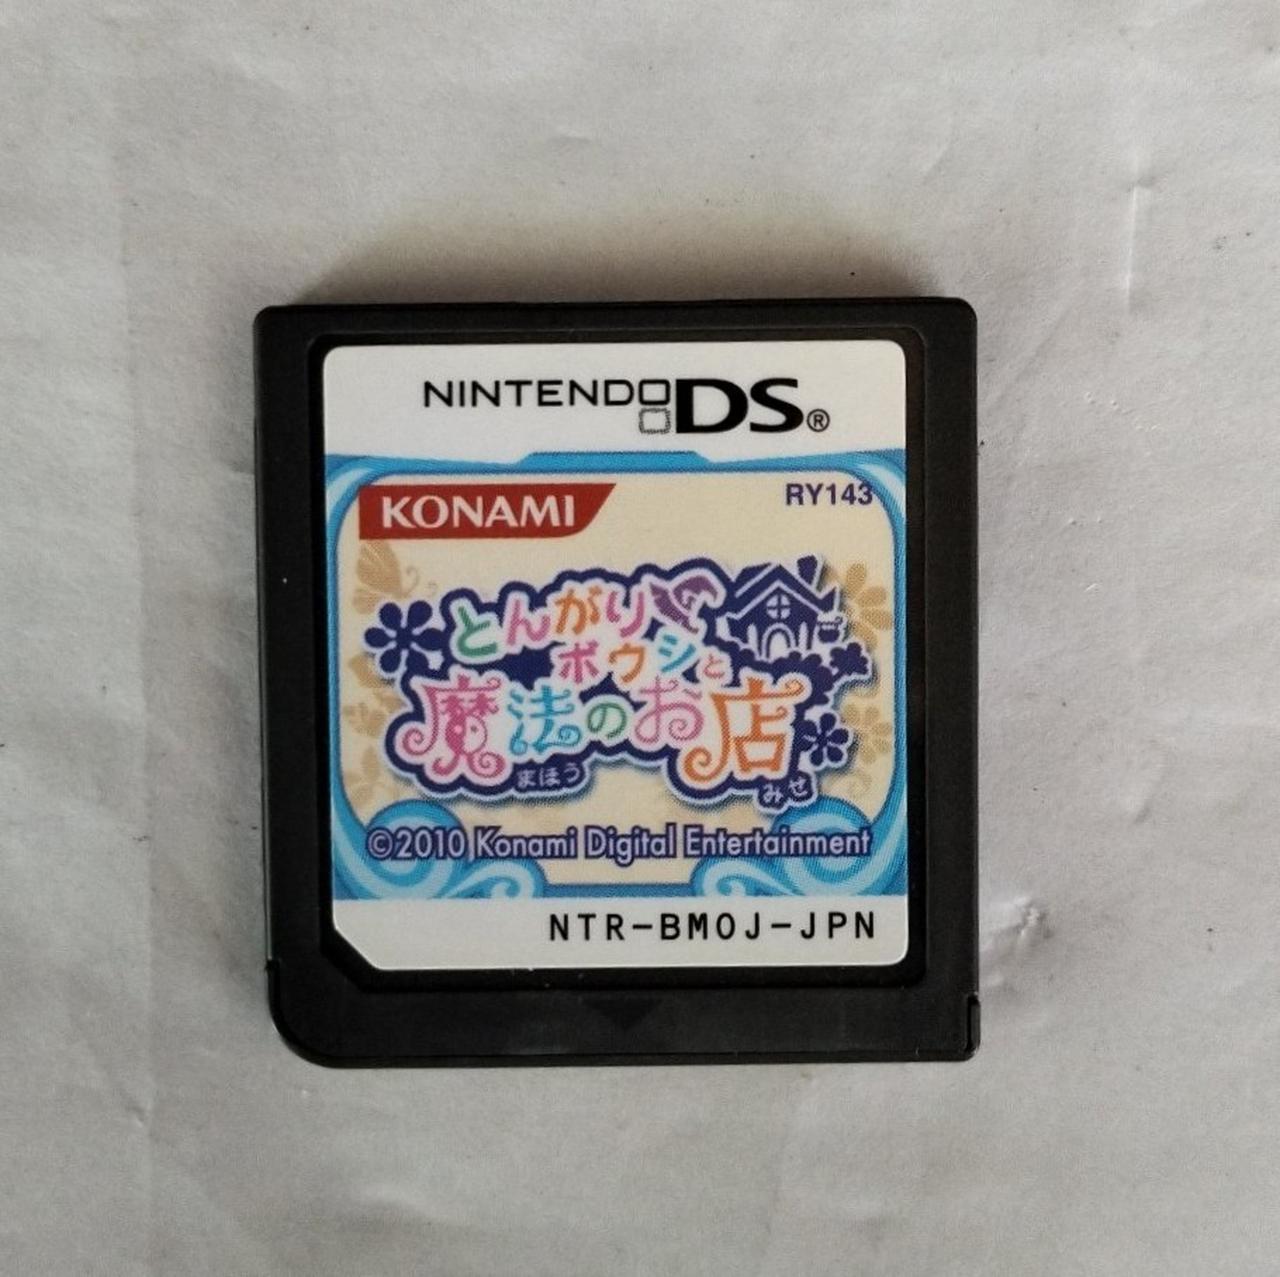 NINTENDO DS®
KONAMI
RY143
とんがり
ボウシと
魔法のお店
まほう
みせ
©2010 Konami Digital Entertainment
NTR-BMOJ-JPN